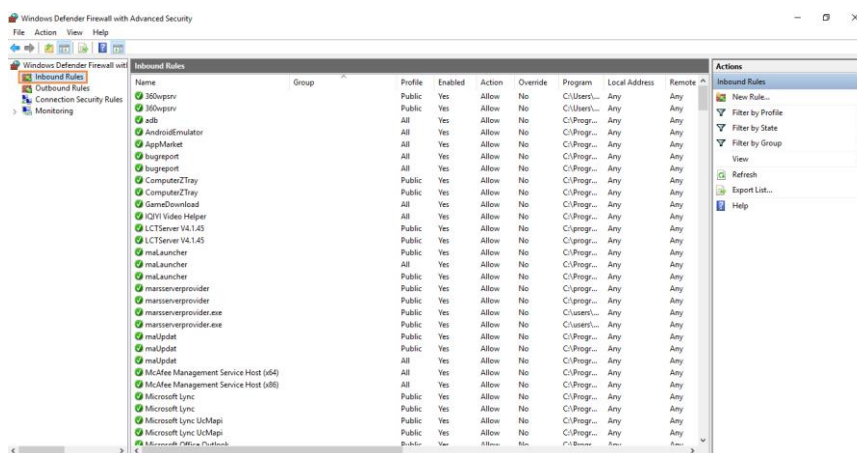 Windows Defender Firewall with Advanced Security
File Action View Help
Windows Defender Firewall with
Inbound Rules
Outbound Rules
Connection Security Rules
Monitoring
Inbound Rules
Name Group Profile Enabled Action Override Program Local Address Remote
360wpsrv Public Yes Allow No C:\Users\... Any Any
360wpsrv Public Yes Allow No C:\Users\... Any Any
adb All Yes Allow No C:\Progr... Any Any
AndroidEmulator All Yes Allow No C:\Progr... Any Any
AppMarket All Yes Allow No C:\Progr... Any Any
bugreport All Yes Allow No C:\Progr... Any Any
bugreport All Yes Allow No C:\Progr... Any Any
ComputerZTray Public Yes Allow No C:\Progr... Any Any
ComputerZTray Public Yes Allow No C:\Progr... Any Any
GameDownload All Yes Allow No C:\Progr... Any Any
IQIYI Video Helper All Yes Allow No C:\Progr... Any Any
LCTServer V4.1.45 Public Yes Allow No C:\progr... Any Any
LCTServer V4.1.45 Public Yes Allow No C:\progr... Any Any
maLauncher Public Yes Allow No C:\Progr... Any Any
maLauncher All Yes Allow No C:\Progr... Any Any
maLauncher Public Yes Allow No C:\Progr... Any Any
marsserverprovider Public Yes Allow No C:\progr... Any Any
marsserverprovider Public Yes Allow No C:\progr... Any Any
marsserverprovider.exe Public Yes Allow No C:\users\... Any Any
marsserverprovider.exe Public Yes Allow No C:\users\... Any Any
maUpdat Public Yes Allow No C:\Progr... Any Any
maUpdat Public Yes Allow No C:\Progr... Any Any
maUpdat All Yes Allow No C:\Progr... Any Any
McAfee Management Service Host (x64) All Yes Allow No C:\Progr... Any Any
McAfee Management Service Host (x86) All Yes Allow No C:\Progr... Any Any
Microsoft Lync Public Yes Allow No C:\Progr... Any Any
Microsoft Lync Public Yes Allow No C:\Progr... Any Any
Microsoft Lync UcMapi Public Yes Allow No C:\Progr... Any Any
Microsoft Lync UcMapi Public Yes Allow No C:\Progr... Any Any
Microsoft Office Outlook Public Yes Allow No C:\Progr... Any Any
Actions
Inbound Rules
New Rule...
Filter by Profile
Filter by State
Filter by Group
View
Refresh
Export List...
Help